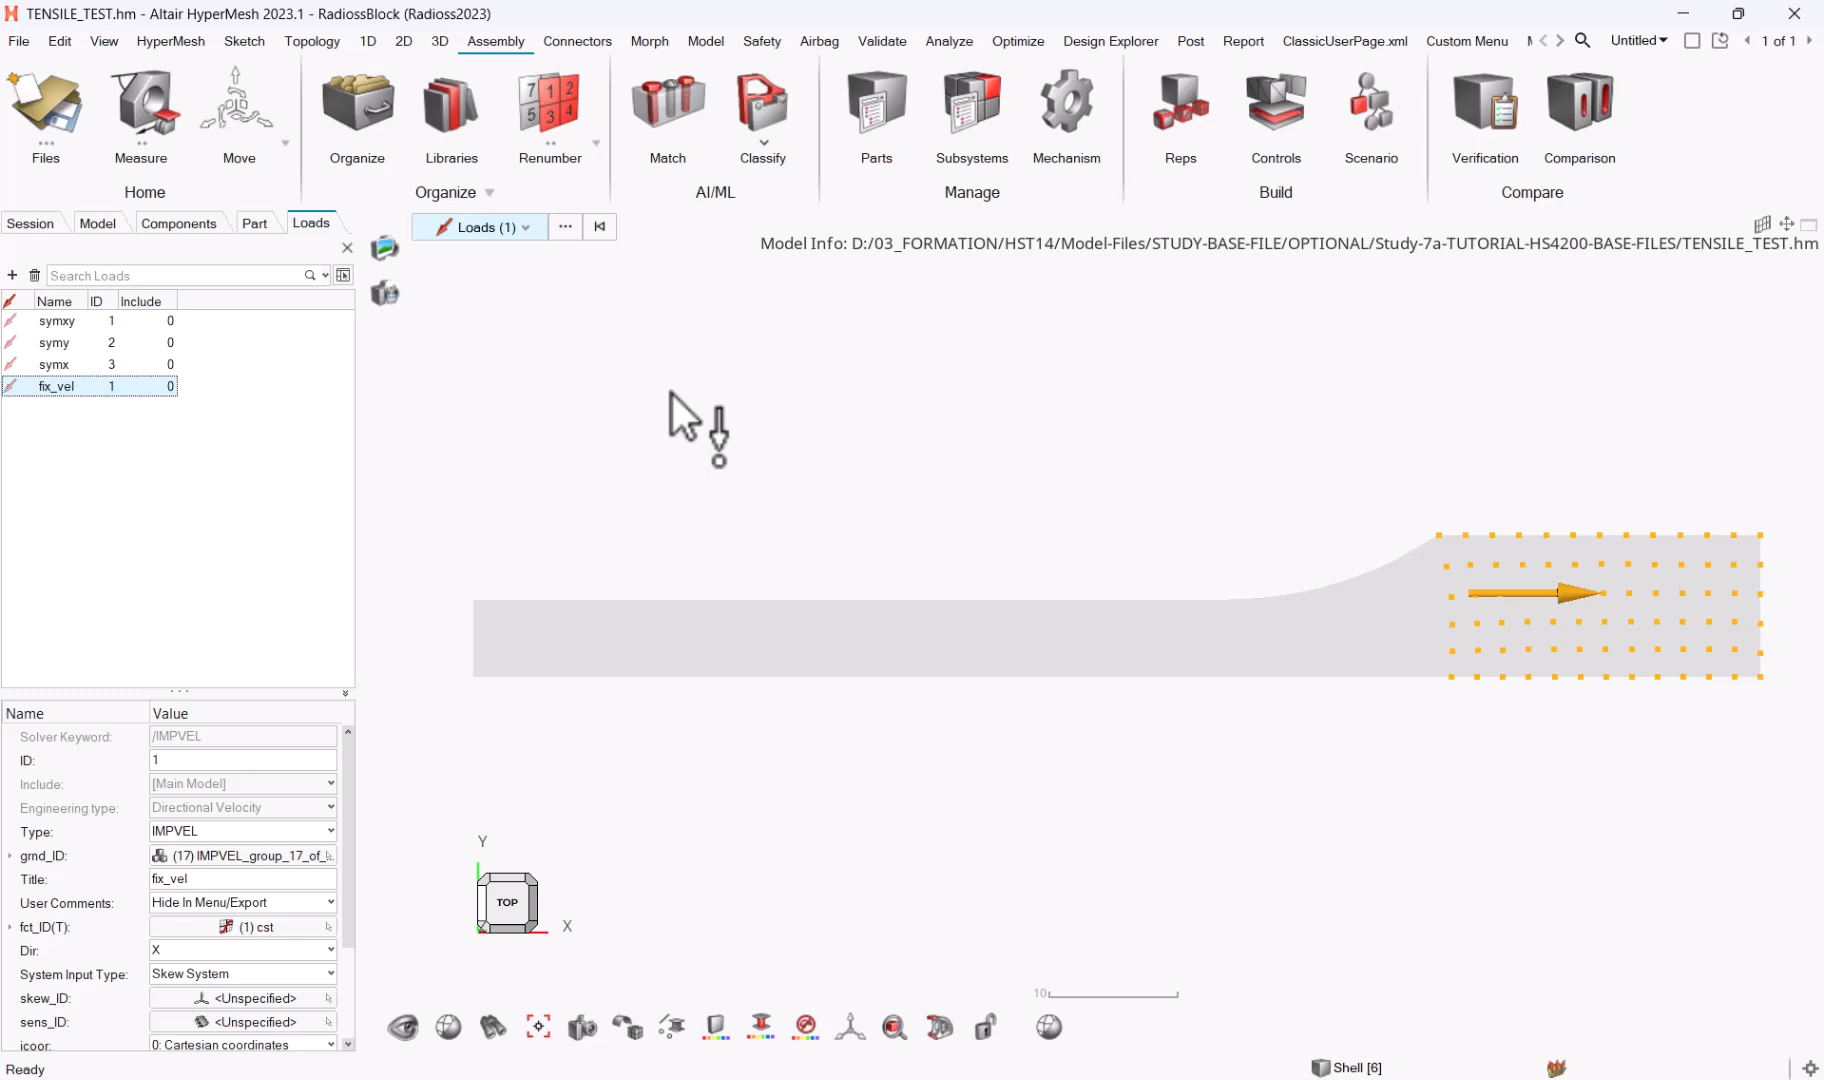 TENSILE_TEST.hm - Altair HyperMesh 2023.1 - RadiossBlock (Radioss2023)
File Edit View HyperMesh Sketch Topology 1D 2D 3D Assembly Connectors Morph Model Safety Airbag Validate Analyze Optimize Design Explorer Post Report ClassicUserPage.xml Custom Menu Untitled 1 of 1
Files Measure Move Organize Libraries Renumber Match Classify Parts Subsystems Mechanism Reps Controls Scenario Verification Comparison
Home Organize AI/ML Manage Build Compare
Session Model Components Part Loads
Loads (1)
Model Info: D:/03_FORMATION/HST14/Model-Files/STUDY-BASE-FILE/OPTIONAL/Study-7a-TUTORIAL-HS4200-BASE-FILES/TENSILE_TEST.hm
Search Loads
Name ID Include
symxy 1 0
symy 2 0
symx 3 0
fix_vel 1 0
Name Value
Solver Keyword: /IMPVEL
ID: 1
Include: [Main Model]
Engineering type: Directional Velocity
Type: IMPVEL
grnd_ID: (17) IMPVEL_group_17_of_
Title: fix_vel
User Comments: Hide In Menu/Export
fct_ID(T): (1) cst
Dir: X
System Input Type: Skew System
skew_ID: <Unspecified>
sens_ID: <Unspecified>
icoor: 0: Cartesian coordinates
Y
TOP
X
10
Ready
Shell [6]